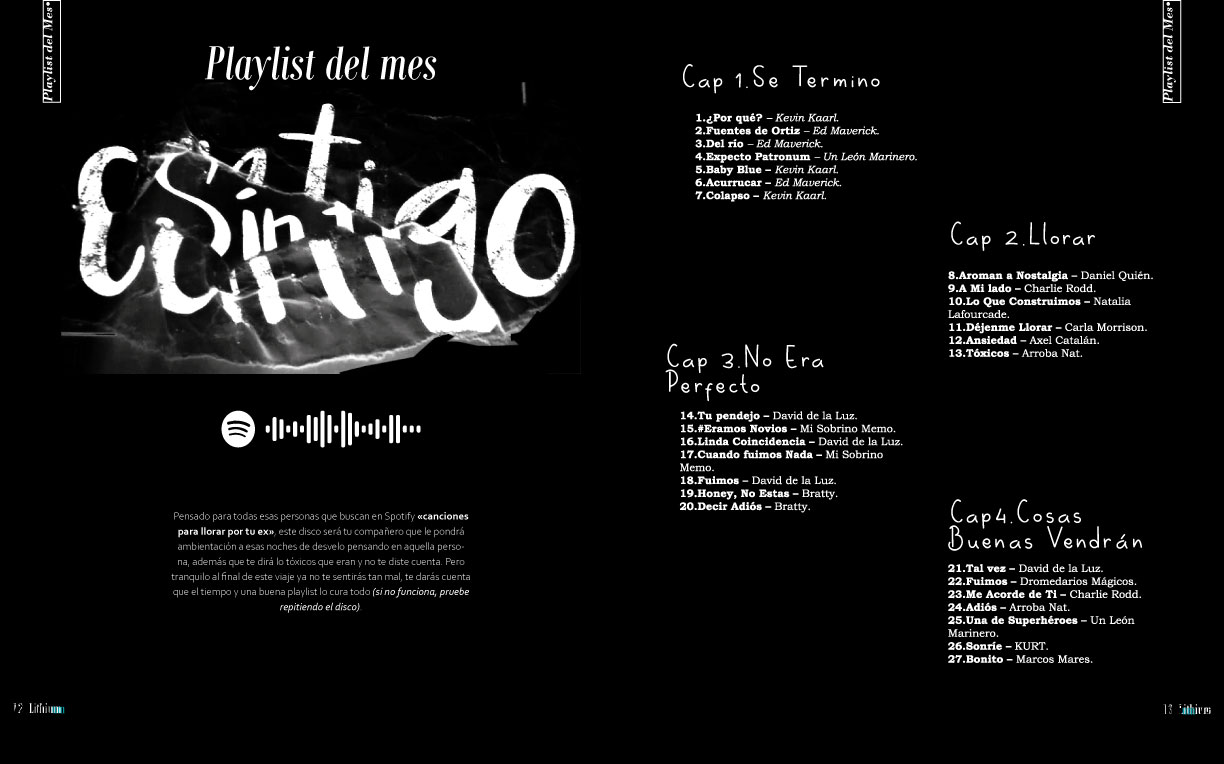 Playlist del Mes•
Playlist del mes
contigo
sintigo
Pensado para todas esas personas que buscan en Spotify «canciones
para llorar por tu ex», este disco será tu compañero que le pondrá
ambientación a esas noches de desvelo pensando en aquella perso-
na, además que te dirá lo tóxicos que eran y no te diste cuenta. Pero
tranquilo al final de este viaje ya no te sentirás tan mal, te darás cuenta
que el tiempo y una buena playlist lo cura todo (si no funciona, pruebe
repitiendo el disco).
12 Lithium
Playlist del Mes•
Cap 1.Se Termino
1.¿Por qué? – Kevin Kaarl.
2.Fuentes de Ortiz – Ed Maverick.
3.Del río – Ed Maverick.
4.Expecto Patronum – Un León Marinero.
5.Baby Blue – Kevin Kaarl.
6.Acurrucar – Ed Maverick.
7.Colapso – Kevin Kaarl.
Cap 2.Llorar
8.Aroman a Nostalgia – Daniel Quién.
9.A Mi lado – Charlie Rodd.
10.Lo Que Construimos – Natalia
Lafourcade.
11.Déjenme Llorar – Carla Morrison.
12.Ansiedad – Axel Catalán.
13.Tóxicos – Arroba Nat.
Cap 3.No Era
Perfecto
14.Tu pendejo – David de la Luz.
15.#Eramos Novios – Mi Sobrino Memo.
16.Linda Coincidencia – David de la Luz.
17.Cuando fuimos Nada – Mi Sobrino
Memo.
18.Fuimos – David de la Luz.
19.Honey, No Estas – Bratty.
20.Decir Adiós – Bratty.
Cap4.Cosas
Buenas Vendrán
21.Tal vez – David de la Luz.
22.Fuimos – Dromedarios Mágicos.
23.Me Acorde de Ti – Charlie Rodd.
24.Adiós – Arroba Nat.
25.Una de Superhéroes – Un León
Marinero.
26.Sonríe – KURT.
27.Bonito – Marcos Mares.
13 Lithium